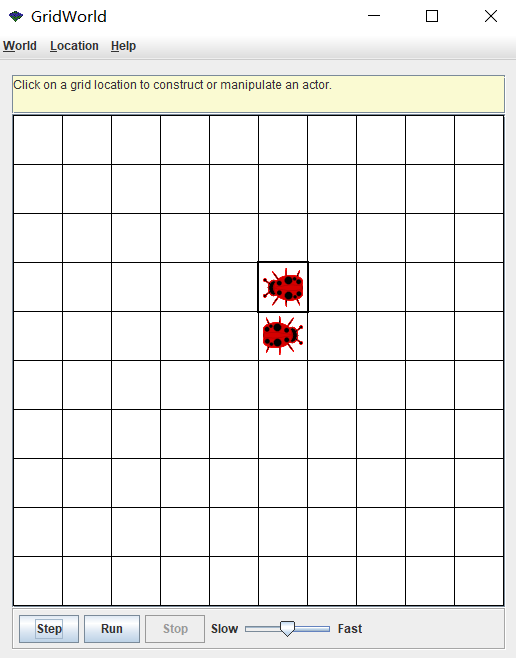 GridWorld
World Location Help
Click on a grid location to construct or manipulate an actor.
Step Run Stop Slow Fast